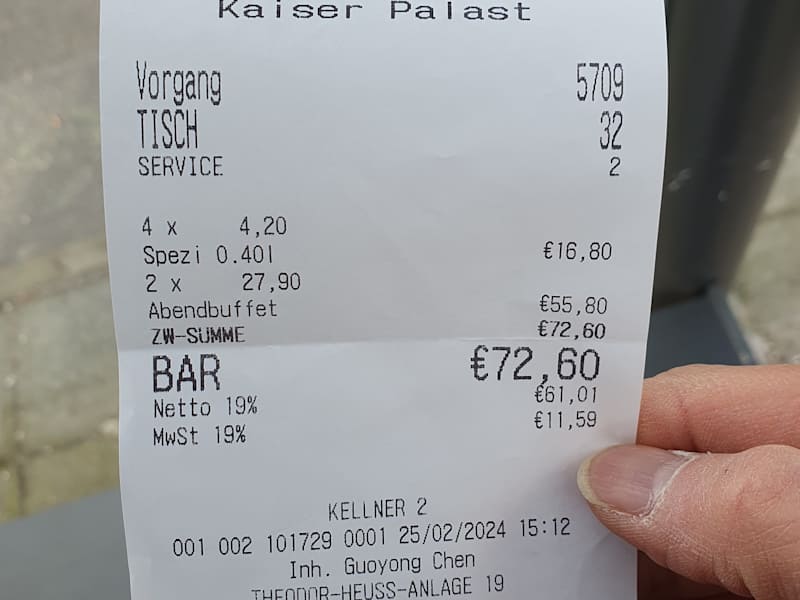 Kaiser Palast
Vorgang 5709
TISCH 32
SERVICE 2
4 x 4,20
Spezi 0.40l €16,80
2 x 27,90
Abendbuffet €55,80
ZW-SUMME €72,60
BAR €72,60
Netto 19% €61,01
MwSt 19% €11,59
KELLNER 2
001 002 101729 0001 25/02/2024 15:12
Inh. Guoyong Chen
THEODOR-HEUSS-ANLAGE 19